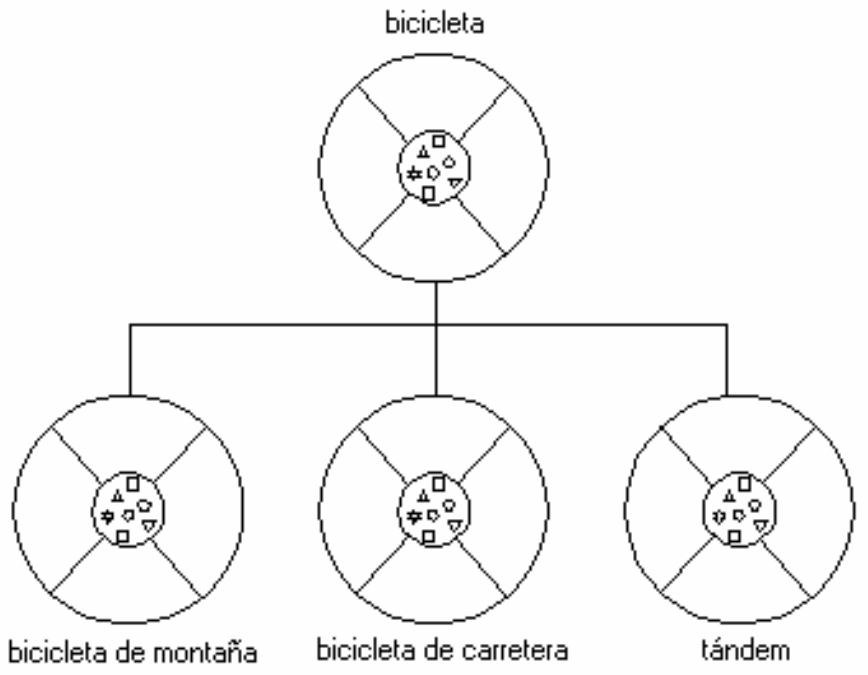 bicicleta
bicicleta de montaña
bicicleta de carretera
tándem